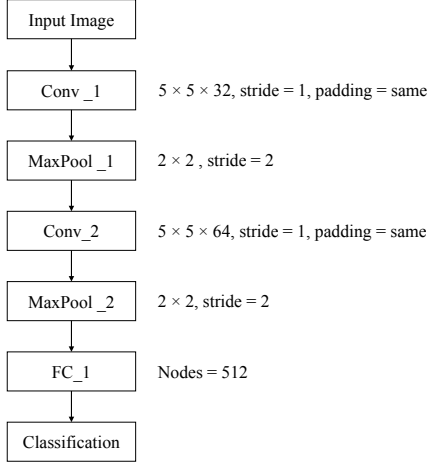 Input Image
Conv _1 5 × 5 × 32, stride = 1, padding = same
MaxPool _1 2 × 2 , stride = 2
Conv_2 5 × 5 × 64, stride = 1, padding = same
MaxPool _2 2 × 2, stride = 2
FC_1 Nodes = 512
Classification